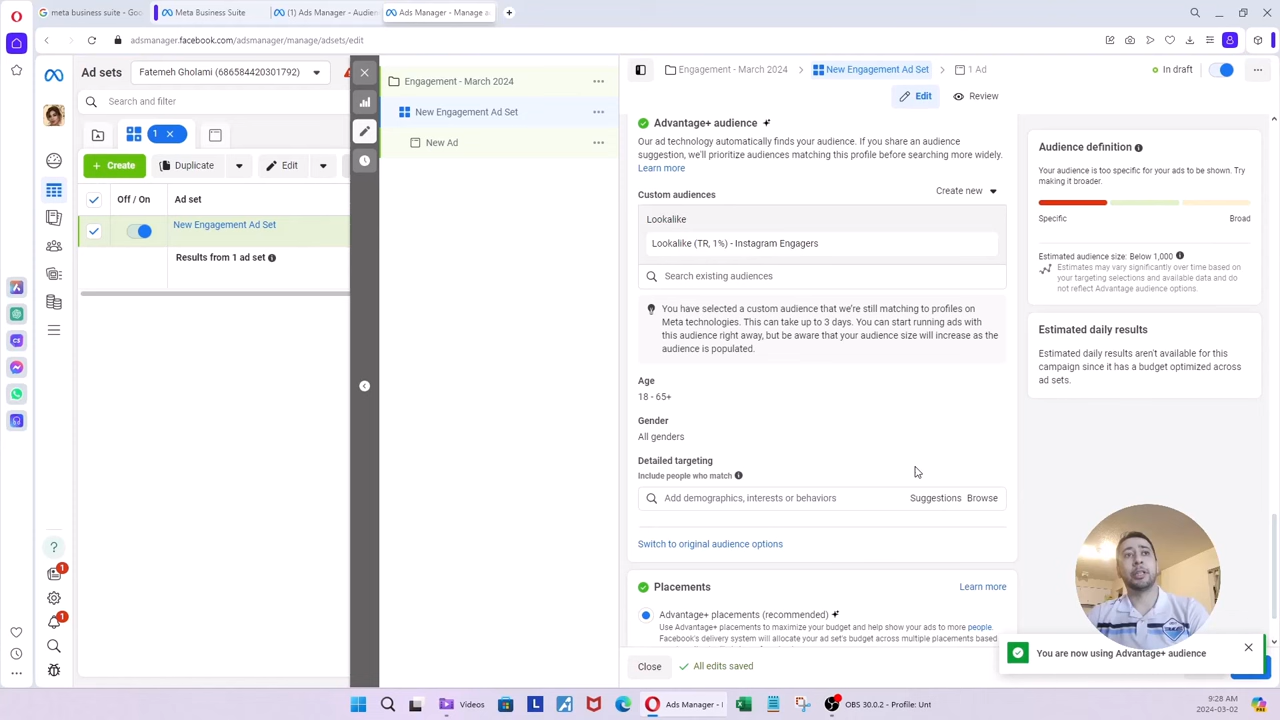 meta business suite - Goo
Meta Business Suite
(1) Ads Manager - Audien
Ads Manager - Manage a
adsmanager.facebook.com/adsmanager/manage/adsets/edit
Ad sets
Fatemeh Gholami (686584420301792)
Search and filter
1
Create
Duplicate
Edit
Off / On
Ad set
New Engagement Ad Set
Results from 1 ad set
1
1
Engagement - March 2024
New Engagement Ad Set
New Ad
Engagement - March 2024
New Engagement Ad Set
1 Ad
In draft
Edit
Review
Advantage+ audience
Our ad technology automatically finds your audience. If you share an audience
suggestion, we'll prioritize audiences matching this profile before searching more widely.
Learn more
Custom audiences
Create new
Lookalike
Lookalike (TR, 1%) - Instagram Engagers
Search existing audiences
You have selected a custom audience that we're still matching to profiles on
Meta technologies. This can take up to 3 days. You can start running ads with
this audience right away, but be aware that your audience size will increase as the
audience is populated.
Age
18 - 65+
Gender
All genders
Detailed targeting
Include people who match
Add demographics, interests or behaviors
Suggestions
Browse
Switch to original audience options
Placements
Learn more
Advantage+ placements (recommended)
Use Advantage+ placements to maximize your budget and help show your ads to more people.
Facebook's delivery system will allocate your ad set's budget across multiple placements based
Close
All edits saved
Audience definition
Your audience is too specific for your ads to be shown. Try
making it broader.
Specific
Broad
Estimated audience size: Below 1,000
Estimates may vary significantly over time based on
your targeting selections and available data and do
not reflect Advantage audience options.
Estimated daily results
Estimated daily results aren't available for this
campaign since it has a budget optimized across
ad sets.
You are now using Advantage+ audience
Videos
Ads Manager -
OBS 30.0.2 - Profile: Unt
9:28 AM
2024-03-02